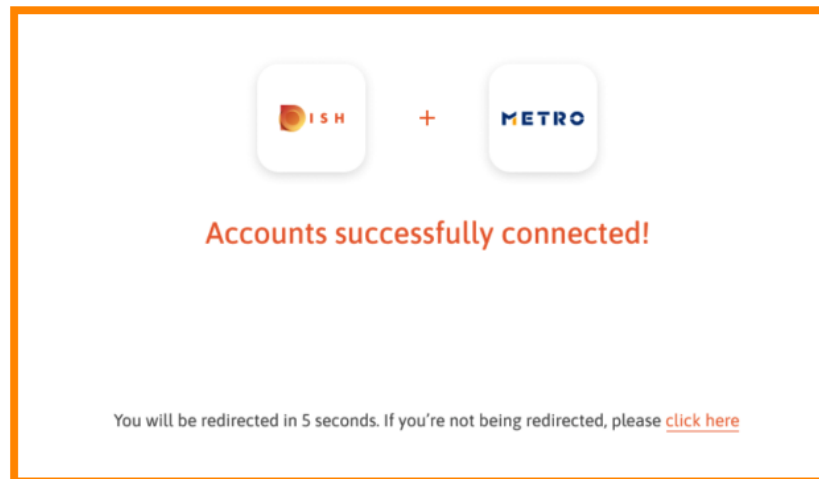 DISH + METRO
Accounts successfully connected!
You will be redirected in 5 seconds. If you’re not being redirected, please click here